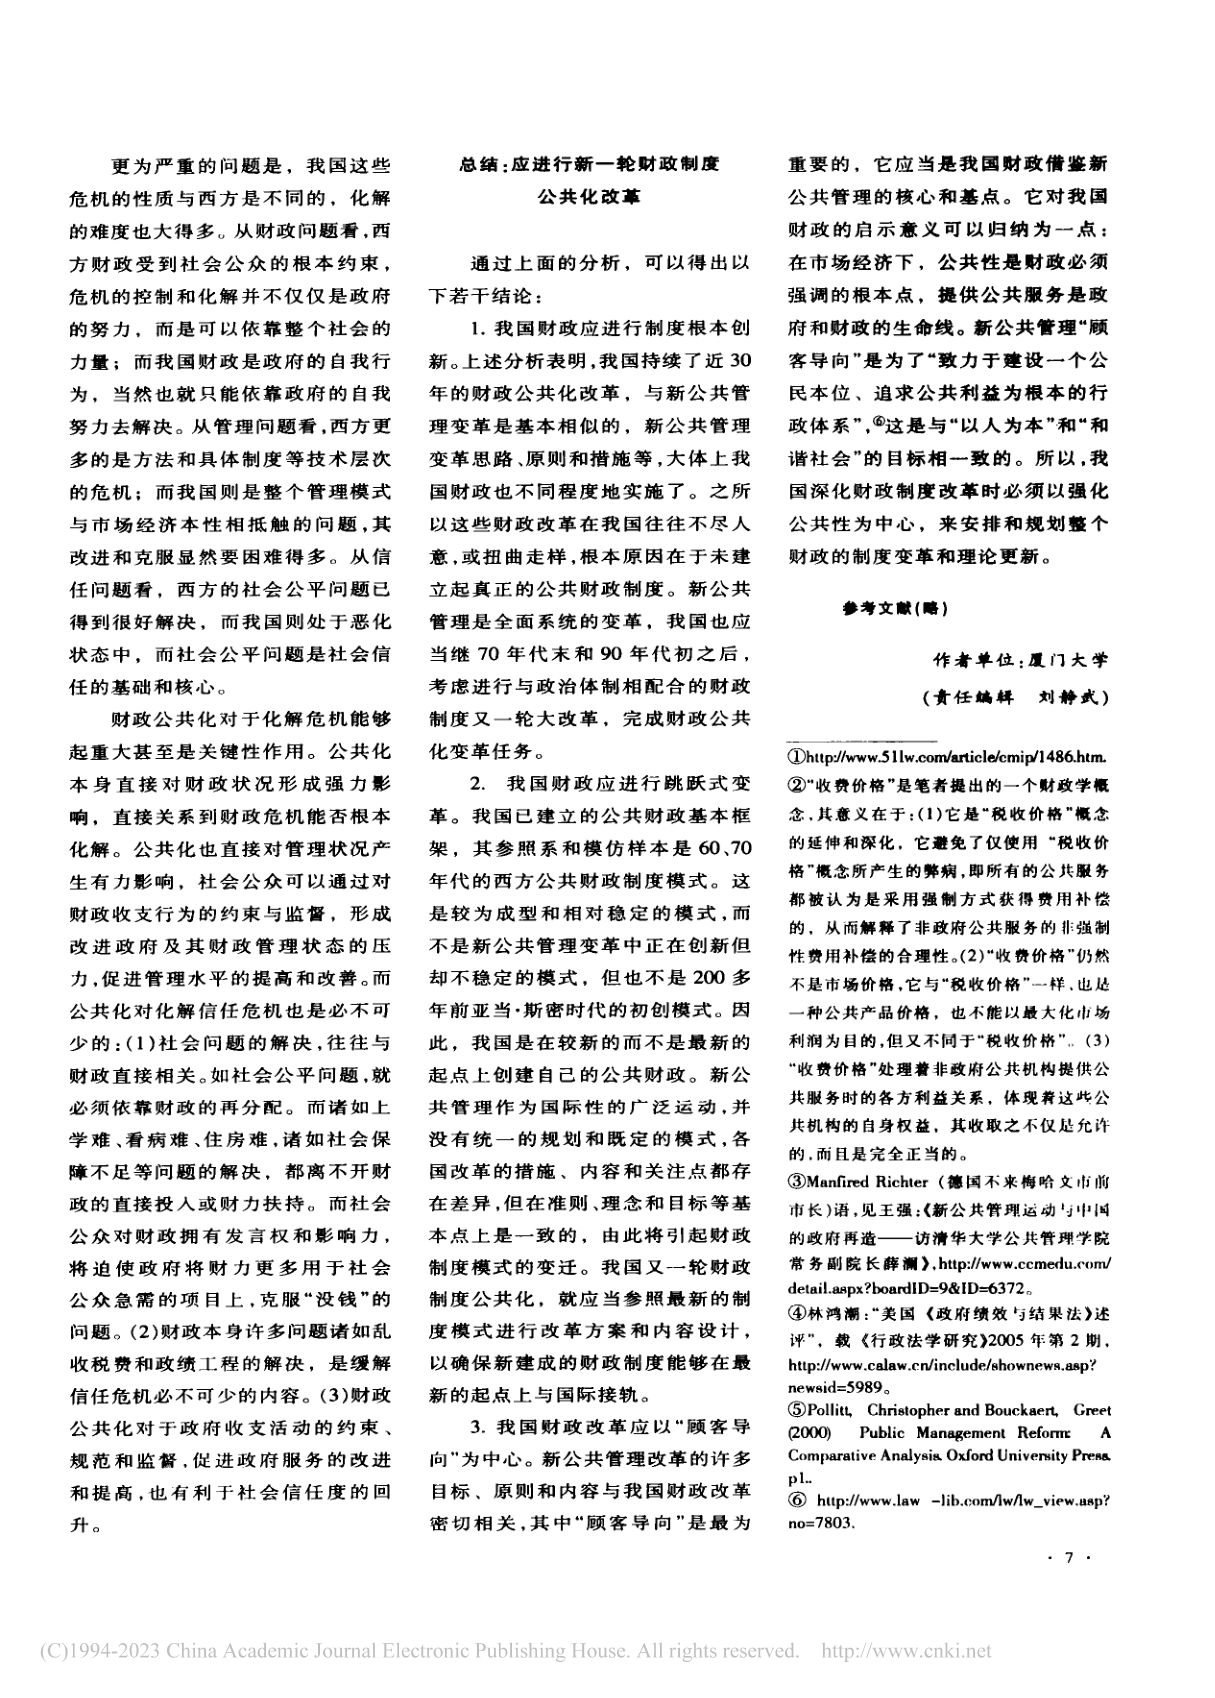 更为严重的问题是，我国这些
危机的性质与西方是不同的，化解
的难度也大得多。从财政问题看,西
方财政受到社会公众的根本约束，
危机的控制和化解并不仅仅是政府
的努力，而是可以依靠整个社会的
力量；而我国财政是政府的自我行
为，当然也就只能依靠政府的自我
努力去解决。从管理问题看,西方更
多的是方法和具体制度等技术层次
的危机；而我国则是整个管理模式
与市场经济本性相抵触的问题,其
改进和克服显然要困难得多。从信
任问题看，西方的社会公平问题已
得到很好解决，而我国则处于恶化
状态中，而社会公平问题是社会信
任的基础和核心。
财政公共化对于化解危机能够
起重大甚至是关键性作用。公共化
本身直接对财政状况形成强力影
响，直接关系到财政危机能否根本
化解。公共化也直接对管理状况产
生有力影响，社会公众可以通过对
财政收支行为的约束与监督，形成
改进政府及其财政管理状态的压
力,促进管理水平的提高和改善。而
公共化对化解信任危机也是必不可
少的：(1)社会问题的解决,往往与
财政直接相关。如社会公平问题,就
必须依靠财政的再分配。而诸如上
学难、看病难、住房难,诸如社会保
障不足等问题的解决，都离不开财
政的直接投入或财力扶持。而社会
公众对财政拥有发言权和影响力，
将迫使政府将财力更多用于社会
公众急需的项目上,克服“没钱”的
问题。(2)财政本身许多问题诸如乱
收税费和政绩工程的解决，是缓解
信任危机必不可少的内容。(3)财政
公共化对于政府收支活动的约束、
规范和监督,促进政府服务的改进
和提高,也有利于社会信任度的回
升。
总结:应进行新一轮财政制度
公共化改革
通过上面的分析，可以得出以
下若干结论：
1. 我国财政应进行制度根本创
新。上述分析表明,我国持续了近 30
年的财政公共化改革，与新公共管
理变革是基本相似的，新公共管理
变革思路、原则和措施等,大体上我
国财政也不同程度地实施了。之所
以这些财政改革在我国往往不尽人
意,或扭曲走样,根本原因在于未建
立起真正的公共财政制度。新公共
管理是全面系统的变革，我国也应
当继 70 年代末和 90 年代初之后，
考虑进行与政治体制相配合的财政
制度又一轮大改革，完成财政公共
化变革任务。
2. 我国财政应进行跳跃式变
革。我国已建立的公共财政基本框
架，其参照系和模仿样本是 60、70
年代的西方公共财政制度模式。这
是较为成型和相对稳定的模式,而
不是新公共管理变革中正在创新但
却不稳定的模式，但也不是 200 多
年前亚当·斯密时代的初创模式。因
此，我国是在较新的而不是最新的
起点上创建自己的公共财政。新公
共管理作为国际性的广泛运动,并
没有统一的规划和既定的模式,各
国改革的措施、内容和关注点都存
在差异,但在准则、理念和目标等基
本点上是一致的，由此将引起财政
制度模式的变迁。我国又一轮财政
制度公共化，就应当参照最新的制
度模式进行改革方案和内容设计，
以确保新建成的财政制度能够在最
新的起点上与国际接轨。
3. 我国财政改革应以“顾客导
向”为中心。新公共管理改革的许多
目标、原则和内容与我国财政改革
密切相关,其中“顾客导向”是最为
重要的，它应当是我国财政借鉴新
公共管理的核心和基点。它对我国
财政的启示意义可以归纳为一点：
在市场经济下，公共性是财政必须
强调的根本点，提供公共服务是政
府和财政的生命线。新公共管理“顾
客导向”是为了“致力于建设一个公
民本位、追求公共利益为根本的行
政体系”,⑥这是与“以人为本”和“和
谐社会”的目标相一致的。所以,我
国深化财政制度改革时必须以强化
公共性为中心，来安排和规划整个
财政的制度变革和理论更新。
参考文献(略)
作者单位:厦门大学
(责任编辑 刘静武)
①http://www.51lw.com/article/cmip/1486.htm.
②“收费价格”是笔者提出的一个财政学概
念,其意义在于:(1)它是“税收价格”概念
的延伸和深化，它避免了仅使用 “税收价
格”概念所产生的弊病,即所有的公共服务
都被认为是采用强制方式获得费用补偿
的，从而解释了非政府公共服务的非强制
性费用补偿的合理性。(2)“收费价格”仍然
不是市场价格,它与“税收价格”一样,也是
一种公共产品价格，也不能以最大化市场
利润为目的,但又不同于“税收价格”.. (3)
“收费价格”处理着非政府公共机构提供公
共服务时的各方利益关系，体现着这些公
共机构的自身权益，其收取之不仅是允许
的,而且是完全正当的。
③Manfired Richter (德国不来梅哈文市前
市长)语,见王强:《新公共管理运动与中国
的政府再造——访清华大学公共管理学院
常务副院长薛澜》,http://www.ccmedu.com/
detail.aspx?boardID=9&ID=6372。
④林鸿潮:“美国《政府绩效与结果法》述
评”，载《行政法学研究》2005 年第 2 期，
http://www.calaw.cn/include/shownews.asp?
newsid=5989。
⑤Pollitt, Christopher and Bouckaert, Greet
(2000) Public Management Reform: A
Comparative Analysis. Oxford University Press.
p1..
⑥ http://www.law -lib.com/lw/lw_view.asp?
no=7803.
· 7 ·
(C)1994-2023 China Academic Journal Electronic Publishing House. All rights reserved. http://www.cnki.net